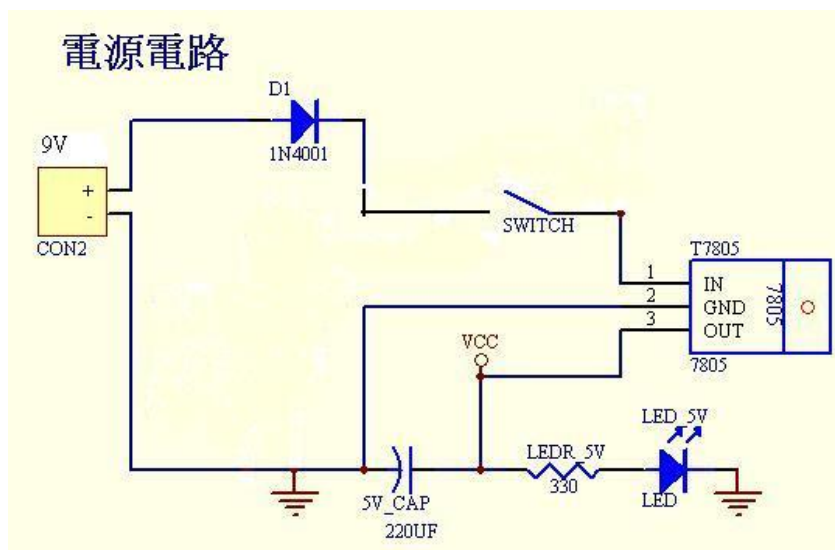 電源電路
D1
1N4001
9V
+
-
CON2
SWITCH
T7805
1
IN
2
GND
3
OUT
7805
7805
VCC
LED_5V
LEDR_5V
330
LED
5V_CAP
220UF